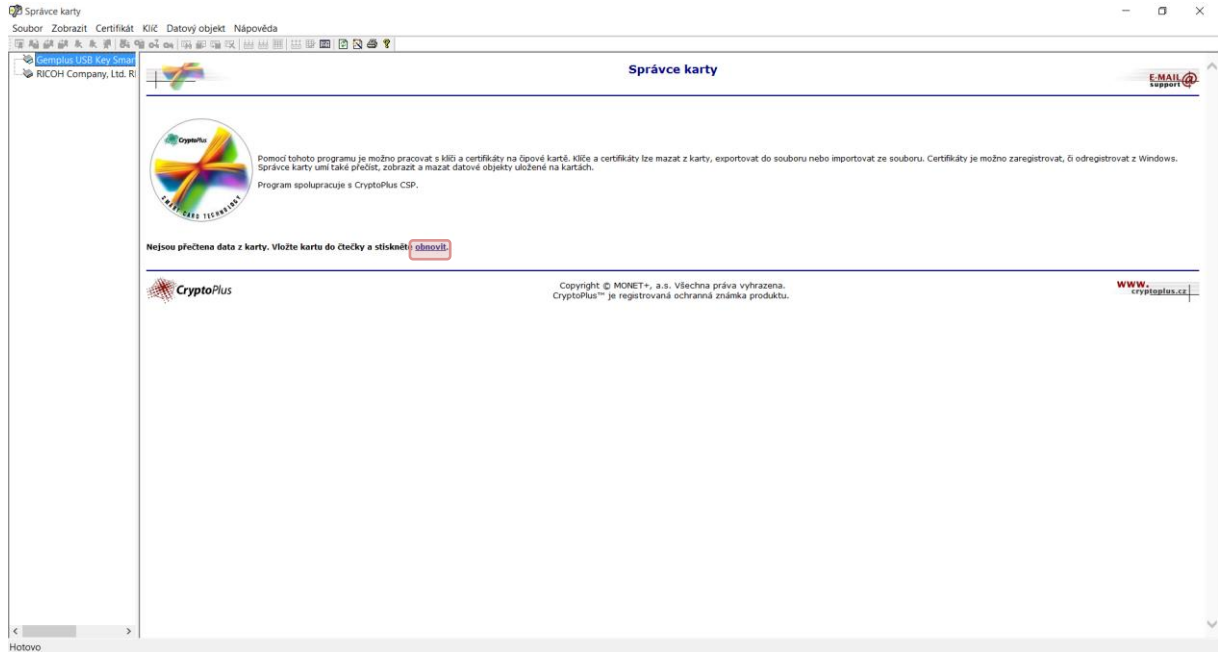 Správce karty
Soubor Zobrazit Certifikát Klíč Datový objekt Nápověda
Gemplus USB Key Smar
RICOH Company, Ltd. RI
Správce karty
E-MAIL@
support
CryptoPlus
SMART CARD TECHNOLOGY
Pomocí tohoto programu je možno pracovat s klíči a certifikáty na čipové kartě. Klíče a certifikáty lze mazat z karty, exportovat do souboru nebo importovat ze souboru. Certifikáty je možno zaregistrovat, či odregistrovat z Windows.
Správce karty umí také přečíst, zobrazit a mazat datové objekty uložené na kartách.
Program spolupracuje s CryptoPlus CSP.
Nejsou přečtena data z karty. Vložte kartu do čtečky a stiskněte obnovit.
CryptoPlus
Copyright © MONET+, a.s. Všechna práva vyhrazena.
CryptoPlus™ je registrovaná ochranná známka produktu.
www.
cryptoplus.cz
Hotovo